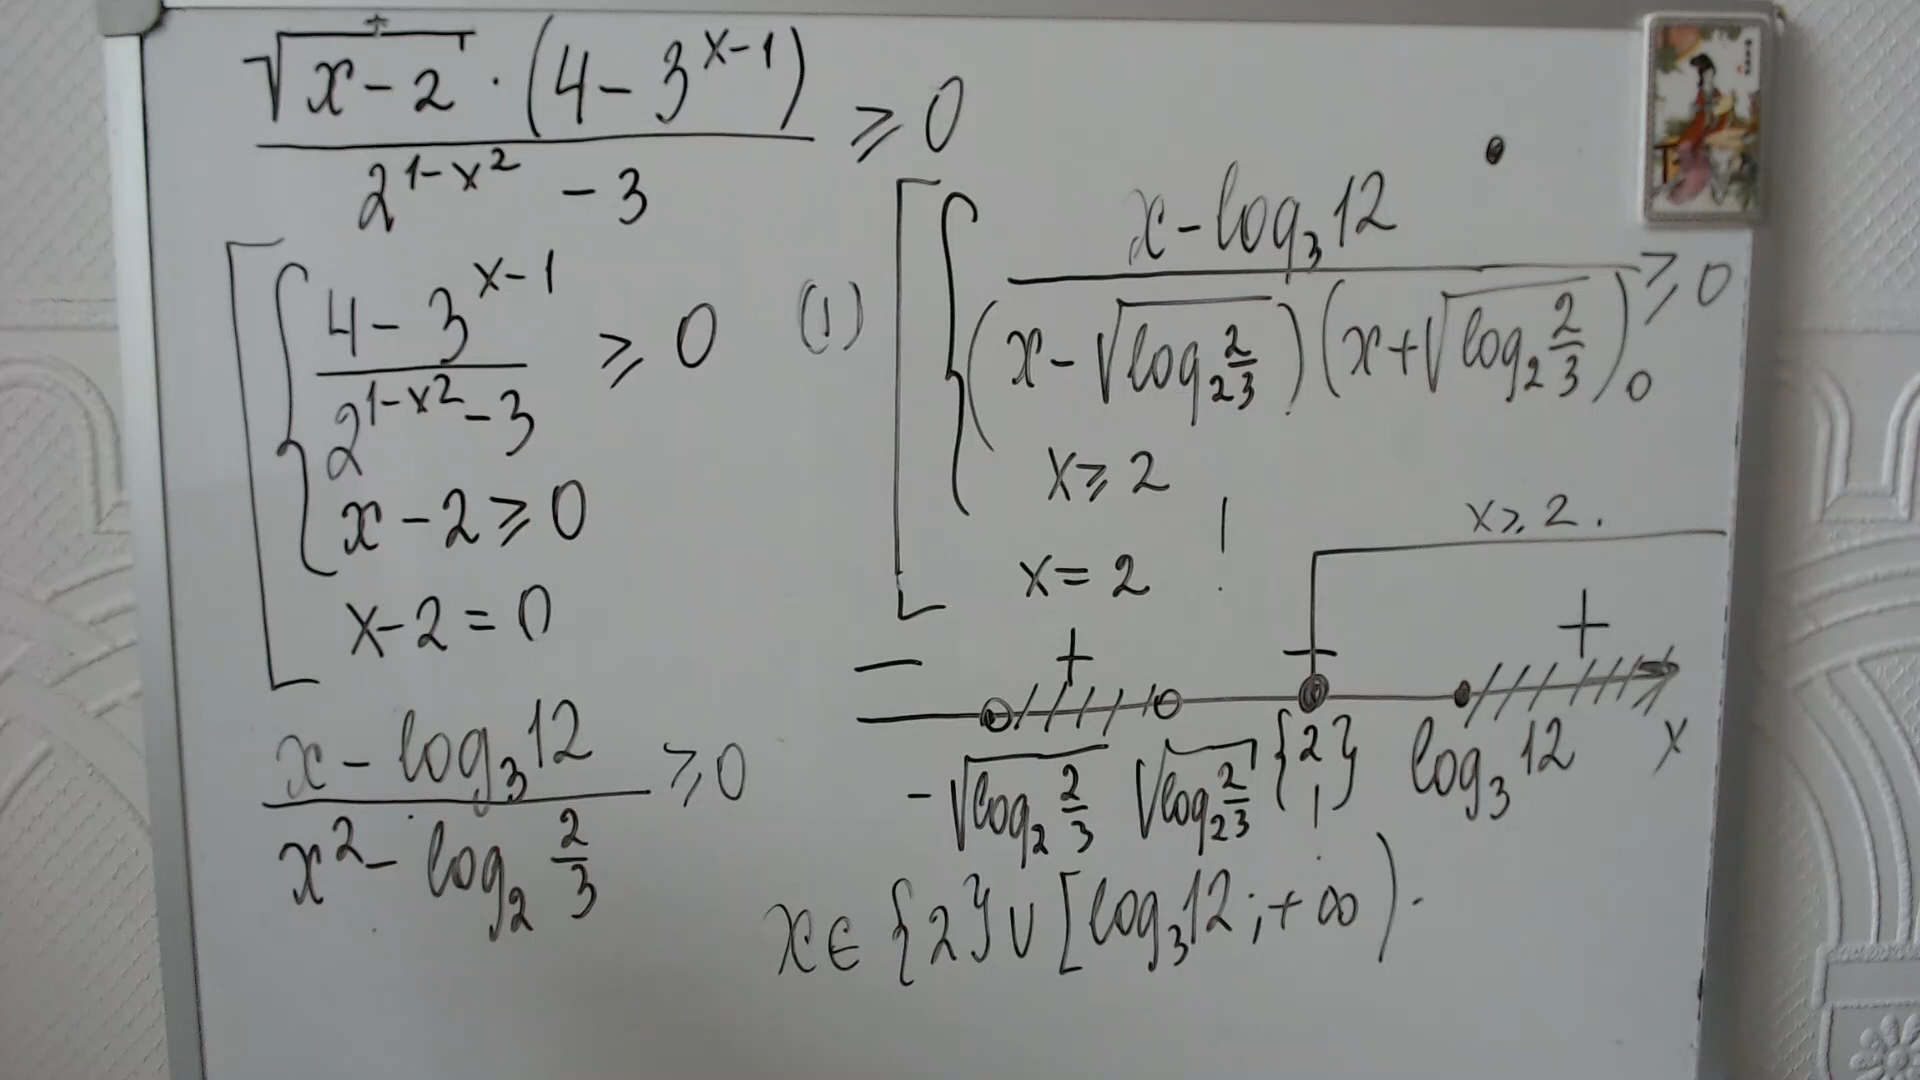 √(x-2) · (4-3^(x-1))
/ (2^(1-x²) - 3) ≥ 0
(4-3^(x-1)) / (2^(1-x²) - 3) ≥ 0
x - 2 ≥ 0
x - 2 = 0
(x - log₃12) / (x² - log₂ 2/3) ≥ 0
(1) (x - log₃12) / ((x - √(log₂ 2/3)) (x + √(log₂ 2/3))) ≥ 0
0
x ≥ 2
x = 2 !
x ≥ 2.
− + − +
-√(log₂ 2/3) √(log₂ 2/3) {2} log₃12 x
!
x ∈ {2} ∪ [log₃12; +∞).